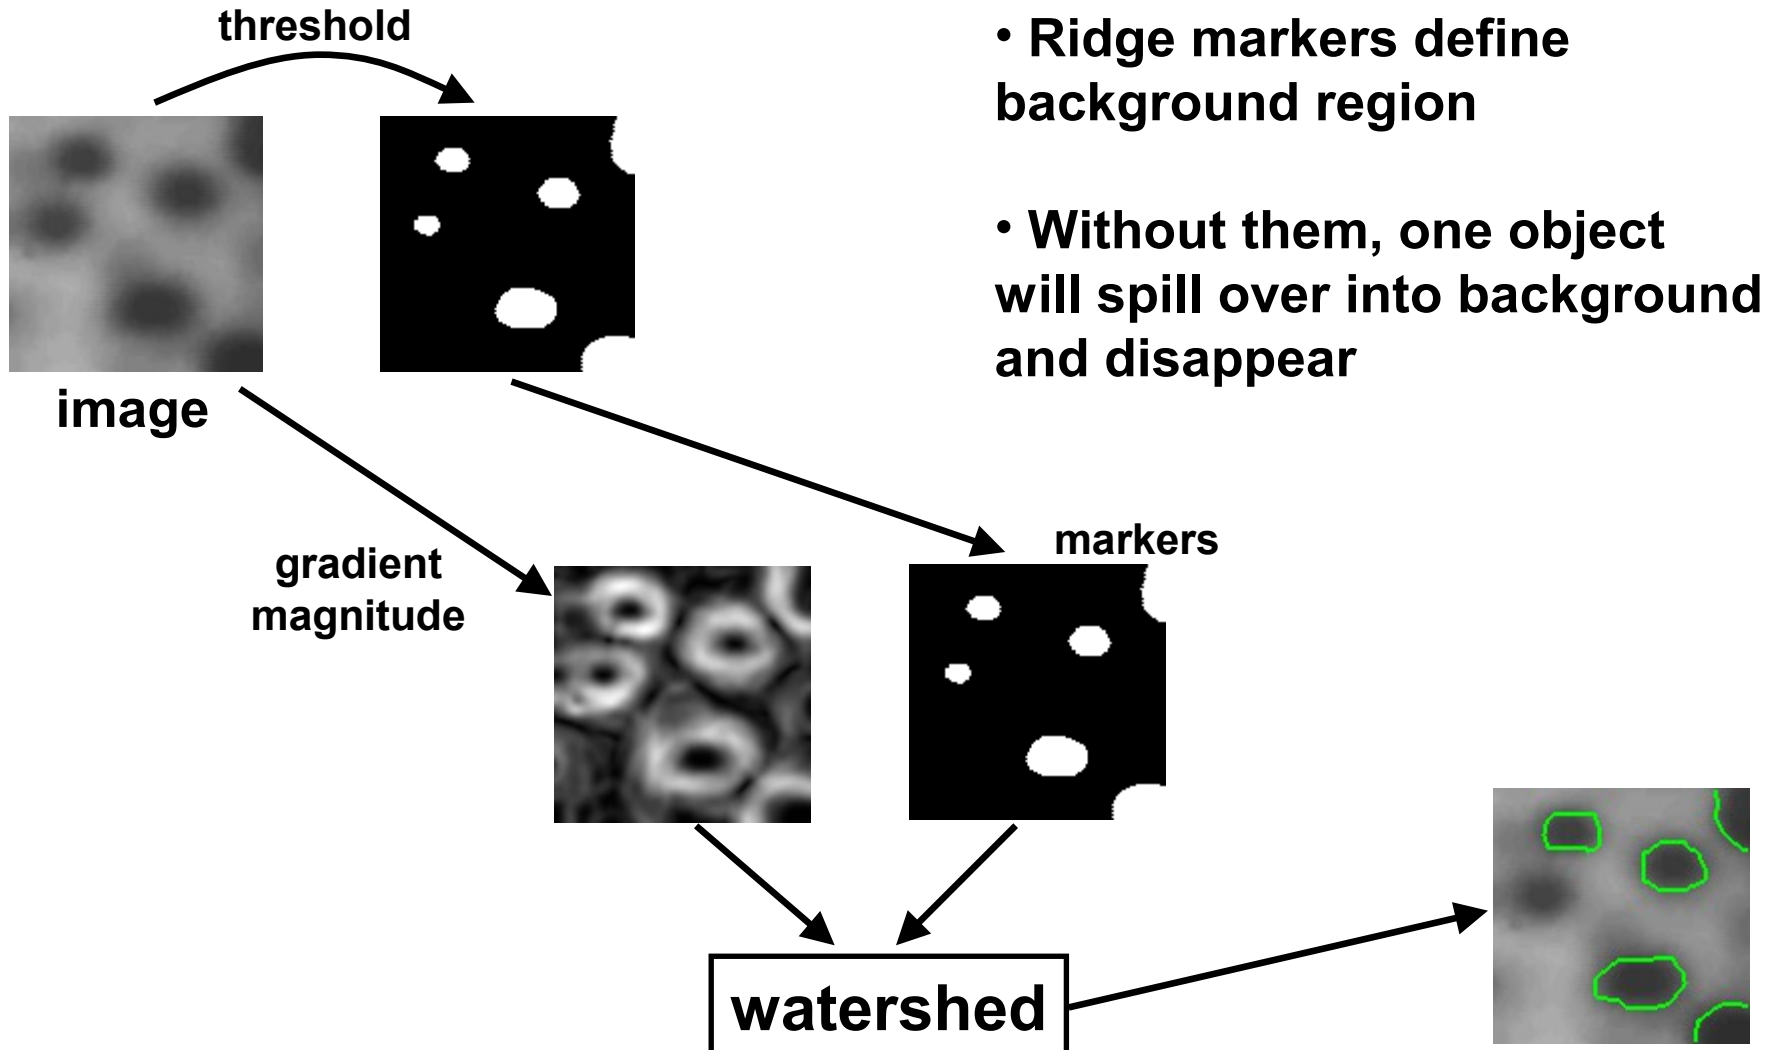 threshold
• Ridge markers define
background region
• Without them, one object
will spill over into background
and disappear
image
markers
gradient
magnitude
watershed